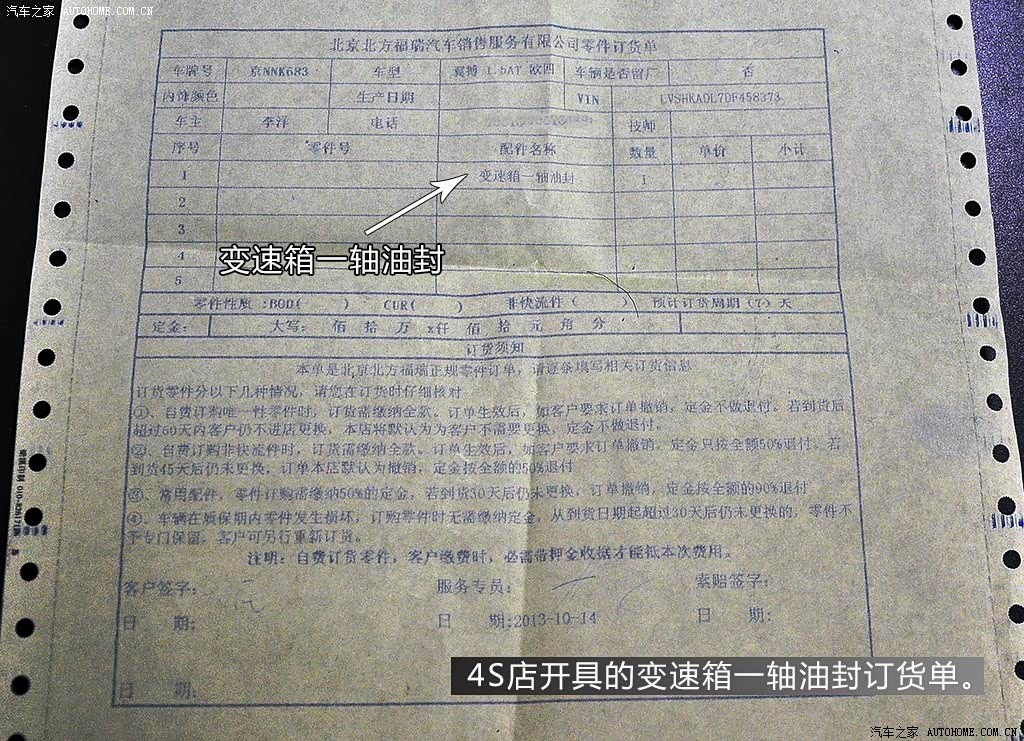 汽车之家 AUTOHOME.COM.CN
北京北方福瑞汽车销售服务有限公司零件订货单
车牌号 京NNK683 车型 翼搏 1.5AT 欧四 车辆是否留厂 否
内饰颜色 生产日期 VIN LVSHKADL7DF458373
车主 李洋 电话 技师
序号 零件号 配件名称 数量 单价 小计
1 变速箱一轴油封 1
2
3
4
变速箱一轴油封
5
零件性质:BOO( ) CUR( ) 非快流件( ) 预计订货周期(7)天
定金: 大写: 佰 拾 万 x仟 佰 拾 元 角 分
订货须知
本单是北京北方福瑞正规零件订单,请逐条填写相关订货信息
订货零件分以下几种情况,请您在订货时仔细核对
①、自费订购唯一性零件时,订货需缴纳全款。订单生效后,如客户要求订单撤销,定金不做退付。若到货后
超过60天内客户仍不进店更换,本店将默认为为客户不需要更换,定金不做退付。
②、自费订购非快流件时,订货需缴纳全款。订单生效后,如客户要求订单撤销,定金只按全额50%退付。若
到货45天后仍未更换,订单本店默认为撤销,定金按全额的50%退付
③、常用配件,零件订购需缴纳50%的定金,若到货30天后仍未更换,订单撤销,定金按全额的90%退付
④、车辆在质保期内零件发生损坏,订购零件时无需缴纳定金,从到货日期起超过30天后仍未更换的,零件不
予专门保留,客户可另行重新订货。
注明:自费订货零件,客户缴费时,必需带押金收据才能抵本次费用。
客户签字: 服务专员: 索赔签字:
日 期: 日 期:2013-10-14 日 期:
4S店开具的变速箱一轴油封订货单。
日 期:
汽车之家 AUTOHOME.COM.CN